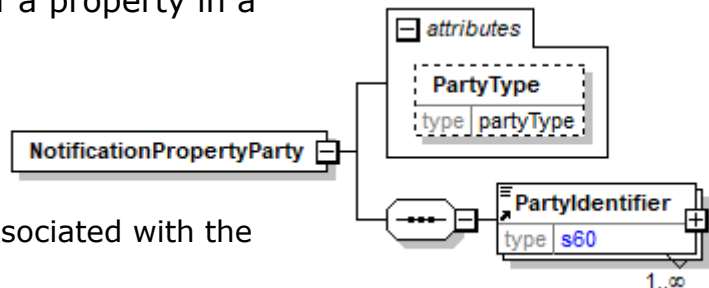 r a property in a
attributes
PartyType
type partyType
NotificationPropertyParty
PartyIdentifier
type s60
1..∞
sociated with the